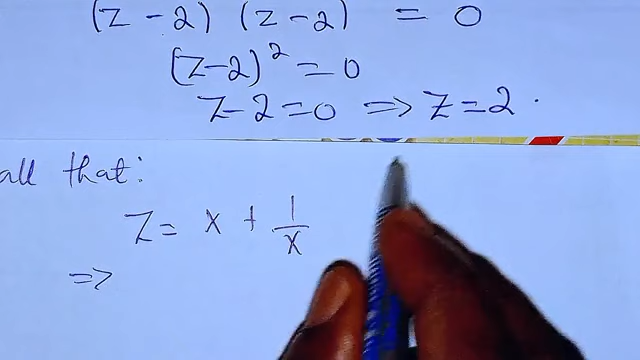 (z - 2) (z - 2) = 0
(z-2)² = 0
z-2=0 => z=2.
all that:
z = x + 1/x
=>